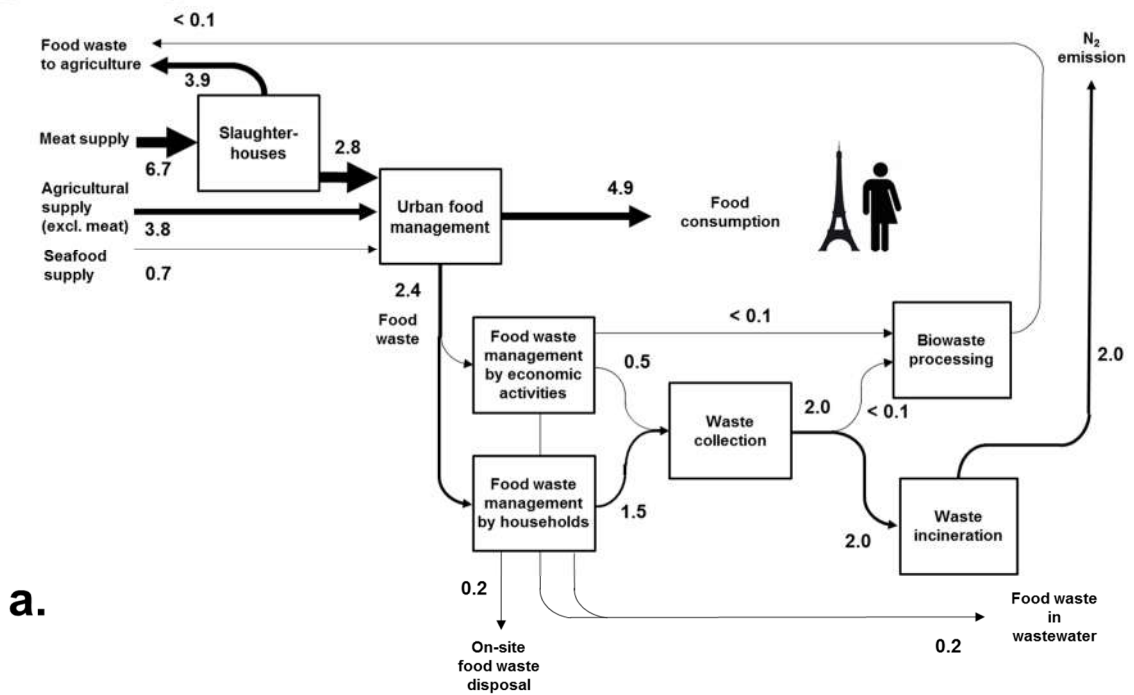 < 0.1
Food waste
to agriculture
3.9
N2
emission
Meat supply
6.7
Slaughter-
houses
2.8
Agricultural
supply
(excl. meat)
3.8
Seafood
supply
0.7
Urban food
management
4.9
Food
consumption
2.4
Food
waste
Food waste
management
by economic
activities
< 0.1
0.5
Biowaste
processing
2.0
Waste
collection
2.0
< 0.1
Food waste
management
by households
1.5
2.0
Waste
incineration
a.
0.2
On-site
food waste
disposal
0.2
Food waste
in
wastewater